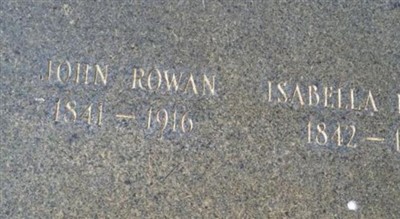 JOHN ROWAN
1841 — 1916
ISABELLA
1842 —